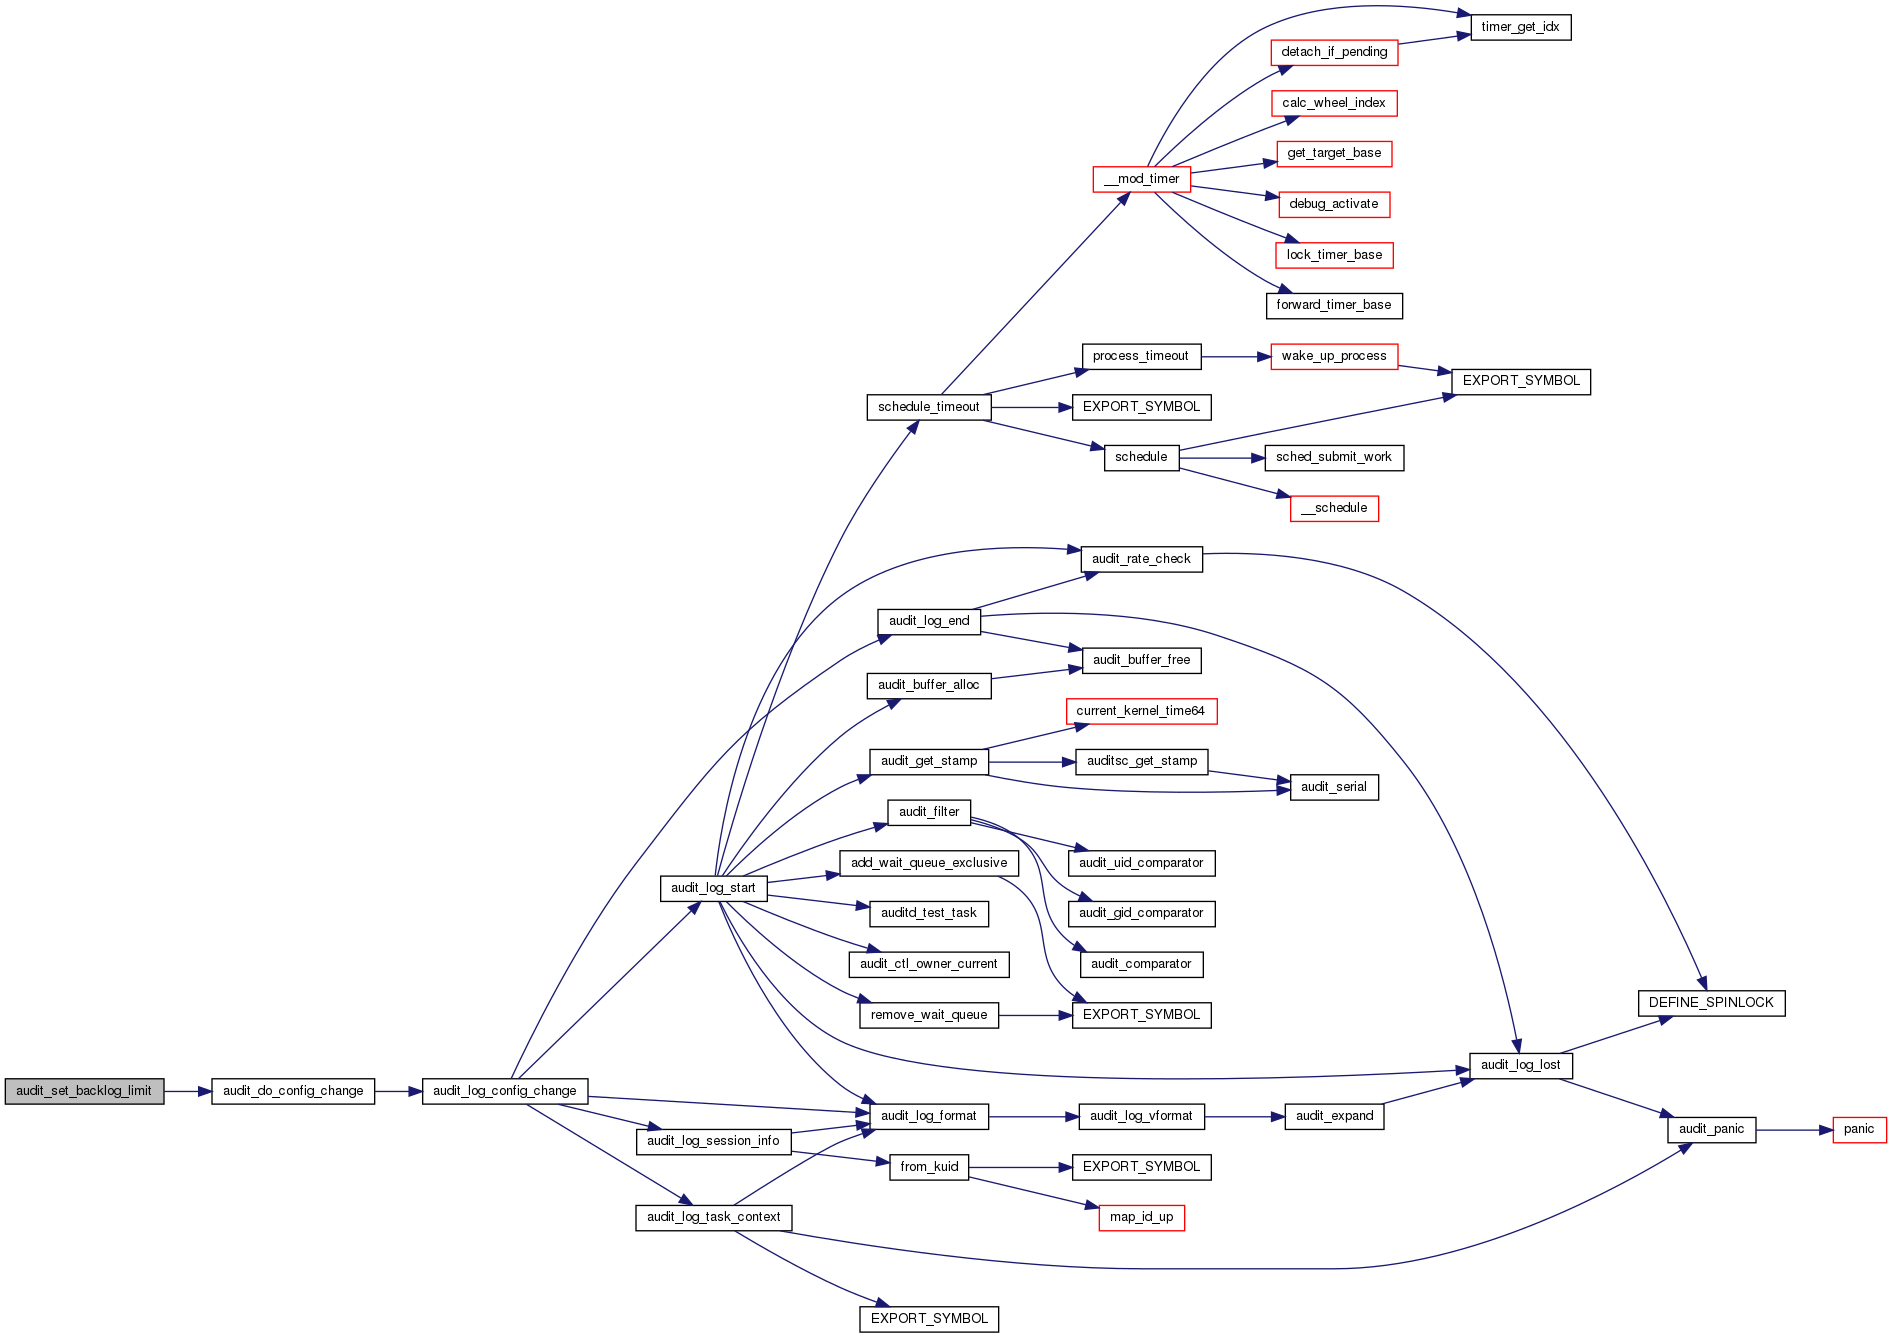 timer_get_idx
detach_if_pending
calc_wheel_index
get_target_base
__mod_timer
debug_activate
lock_timer_base
forward_timer_base
process_timeout
wake_up_process
EXPORT_SYMBOL
schedule_timeout
EXPORT_SYMBOL
schedule
sched_submit_work
__schedule
audit_rate_check
audit_log_end
audit_buffer_free
audit_buffer_alloc
current_kernel_time64
audit_get_stamp
auditsc_get_stamp
audit_serial
audit_filter
add_wait_queue_exclusive
audit_uid_comparator
audit_log_start
auditd_test_task
audit_gid_comparator
audit_ctl_owner_current
audit_comparator
DEFINE_SPINLOCK
remove_wait_queue
EXPORT_SYMBOL
audit_log_lost
audit_set_backlog_limit
audit_do_config_change
audit_log_config_change
audit_log_format
audit_log_vformat
audit_expand
audit_panic
panic
audit_log_session_info
from_kuid
EXPORT_SYMBOL
audit_log_task_context
map_id_up
EXPORT_SYMBOL